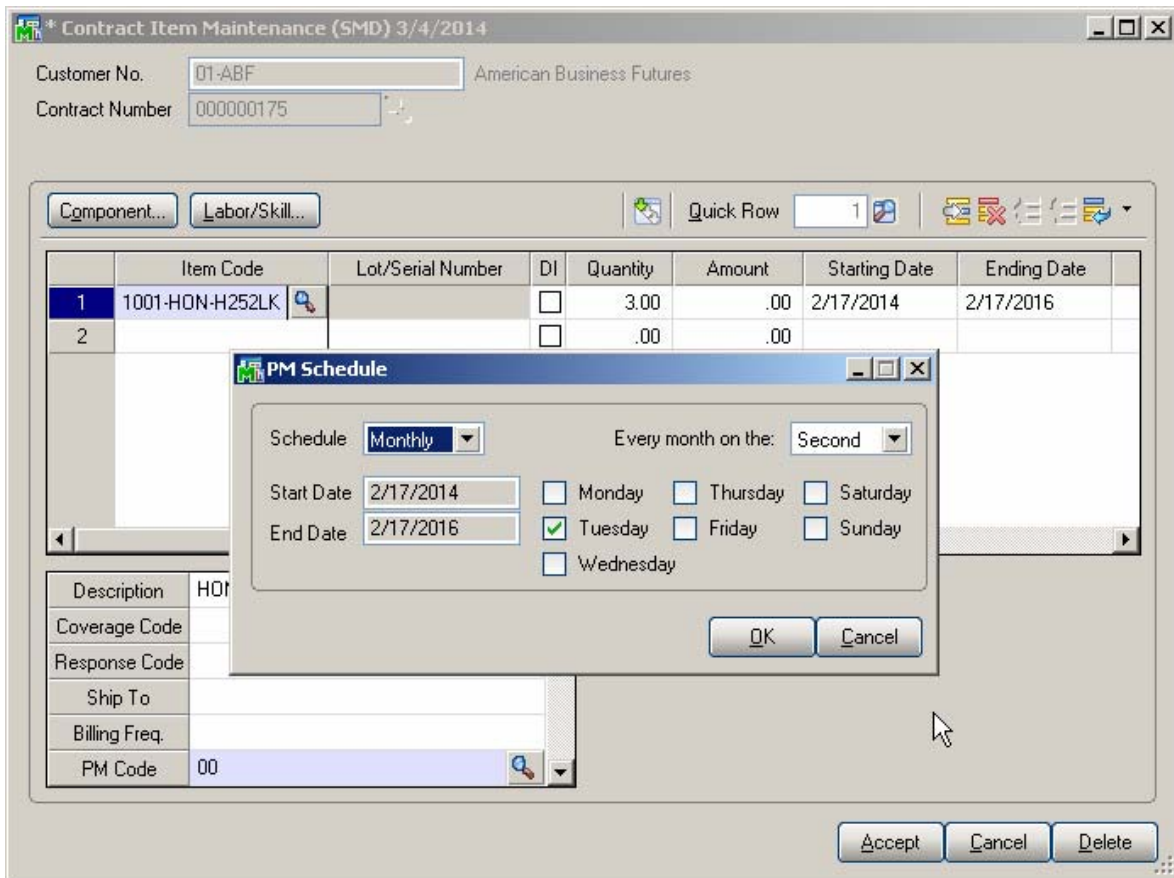 * Contract Item Maintenance (SMD) 3/4/2014
Customer No. 01-ABF American Business Futures
Contract Number 000000175
Component... Labor/Skill... Quick Row 1
Item Code Lot/Serial Number DI Quantity Amount Starting Date Ending Date
1 1001-HON-H252LK 3.00 .00 2/17/2014 2/17/2016
2 .00 .00
PM Schedule
Schedule Monthly Every month on the: Second
Start Date 2/17/2014 Monday Thursday Saturday
End Date 2/17/2016 Tuesday Friday Sunday
Wednesday
OK Cancel
Description HON
Coverage Code
Response Code
Ship To
Billing Freq.
PM Code 00
Accept Cancel Delete